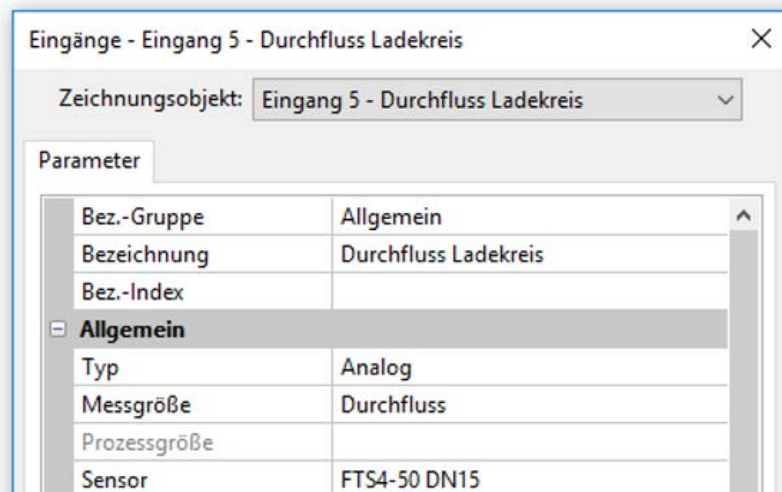 Eingänge - Eingang 5 - Durchfluss Ladekreis
Zeichnungsobjekt: Eingang 5 - Durchfluss Ladekreis
Parameter
Bez.-Gruppe Allgemein
Bezeichnung Durchfluss Ladekreis
Bez.-Index
Allgemein
Typ Analog
Messgröße Durchfluss
Prozessgröße
Sensor FTS4-50 DN15